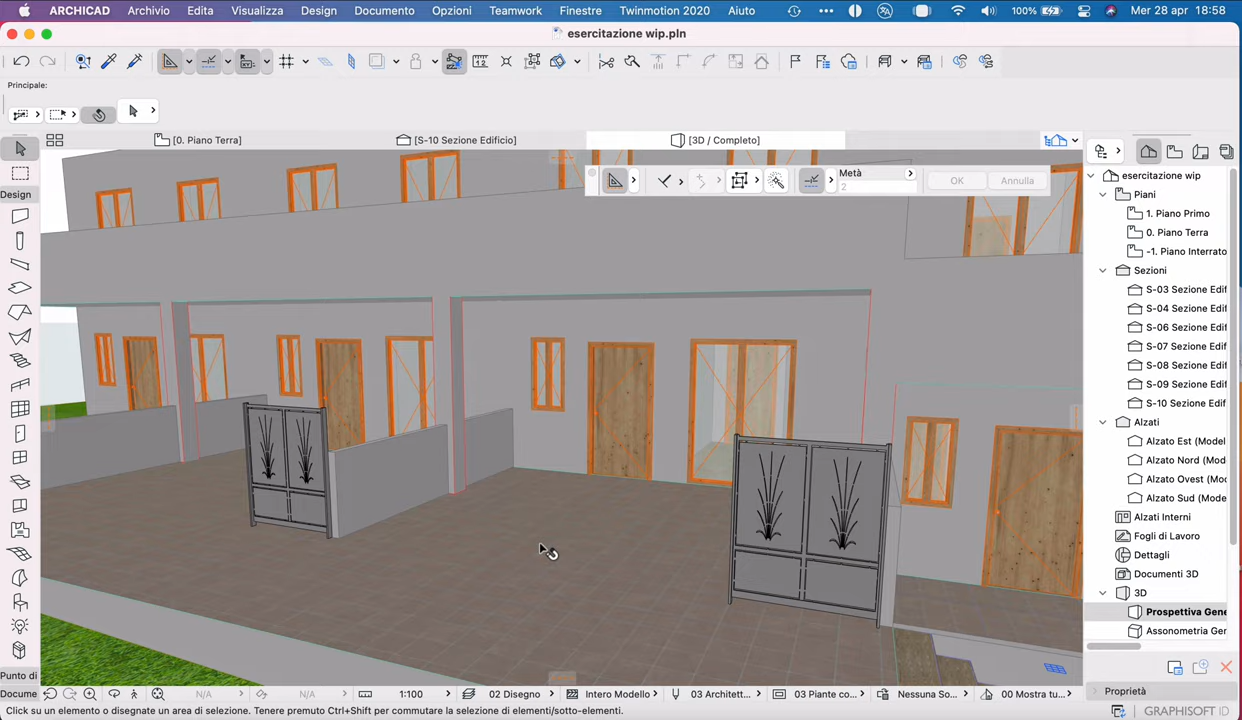 ARCHICAD Archivio Edita Visualizza Design Documento Opzioni Teamwork Finestre Twinmotion 2020 Aiuto 100% Mer 28 apr 18:58
esercitazione wip.pln
Principale:
[0. Piano Terra] [S-10 Sezione Edificio] [3D / Completo]
Metà
2
OK Annulla
Design
Punto di
Docume
esercitazione wip
Piani
1. Piano Primo
0. Piano Terra
-1. Piano Interrato
Sezioni
S-03 Sezione Edif
S-04 Sezione Edif
S-06 Sezione Edif
S-07 Sezione Edif
S-08 Sezione Edif
S-09 Sezione Edif
S-10 Sezione Edif
Alzati
Alzato Est (Model
Alzato Nord (Mode
Alzato Ovest (Mode
Alzato Sud (Mode
Alzati Interni
Fogli di Lavoro
Dettagli
Documenti 3D
3D
Prospettiva Gene
Assonometria Ger
Proprietà
N/A N/A 1:100 02 Disegno Intero Modello 03 Architett... 03 Piante co... Nessuna So... 00 Mostra tu...
Click su un elemento o disegnate un area di selezione. Tenere premuto Ctrl+Shift per commutare la selezione di elementi/sotto-elementi.
GRAPHISOFT ID